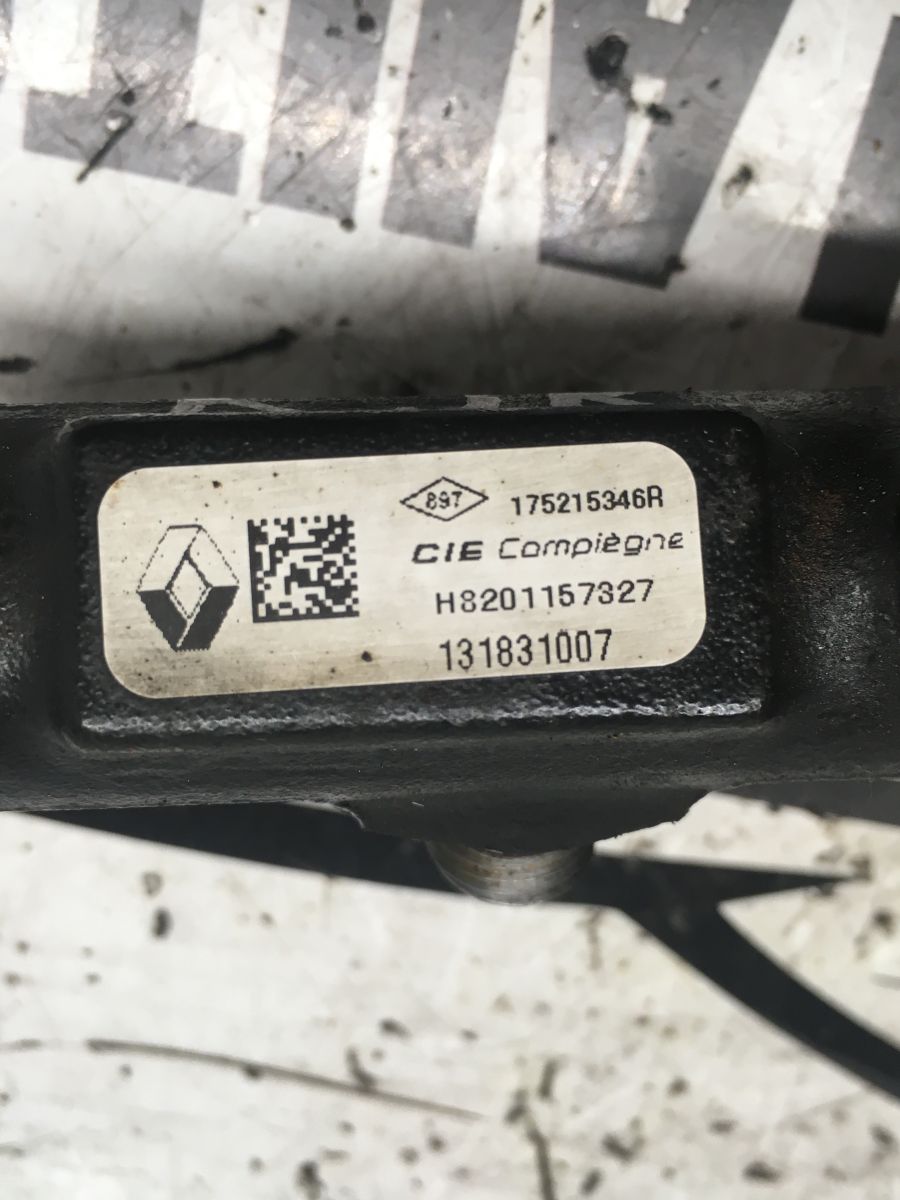 897 175215346R
CIE Compiègne
H8201157327
131831007